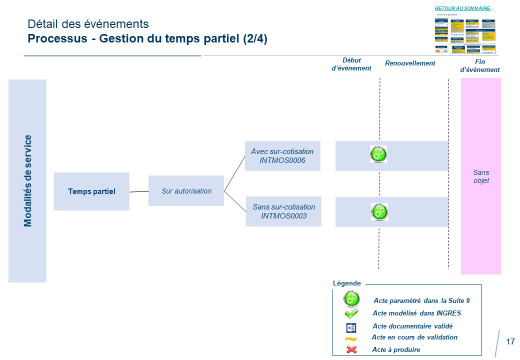 RETOUR AU SOMMAIRE
Détail des événements
Processus - Gestion du temps partiel (2/4)
Début
d'événement
Renouvellement
Fin
d'événement
Modalités de service
Temps partiel
Sur autorisation
Avec sur-cotisation
INTMOS0006
Sans sur-cotisation
INTMOS0003
Sans
objet
Légende
Acte paramétré dans la Suite 9
Acte modélisé dans INGRES
Acte documentaire validé
Acte en cours de validation
Acte à produire
17